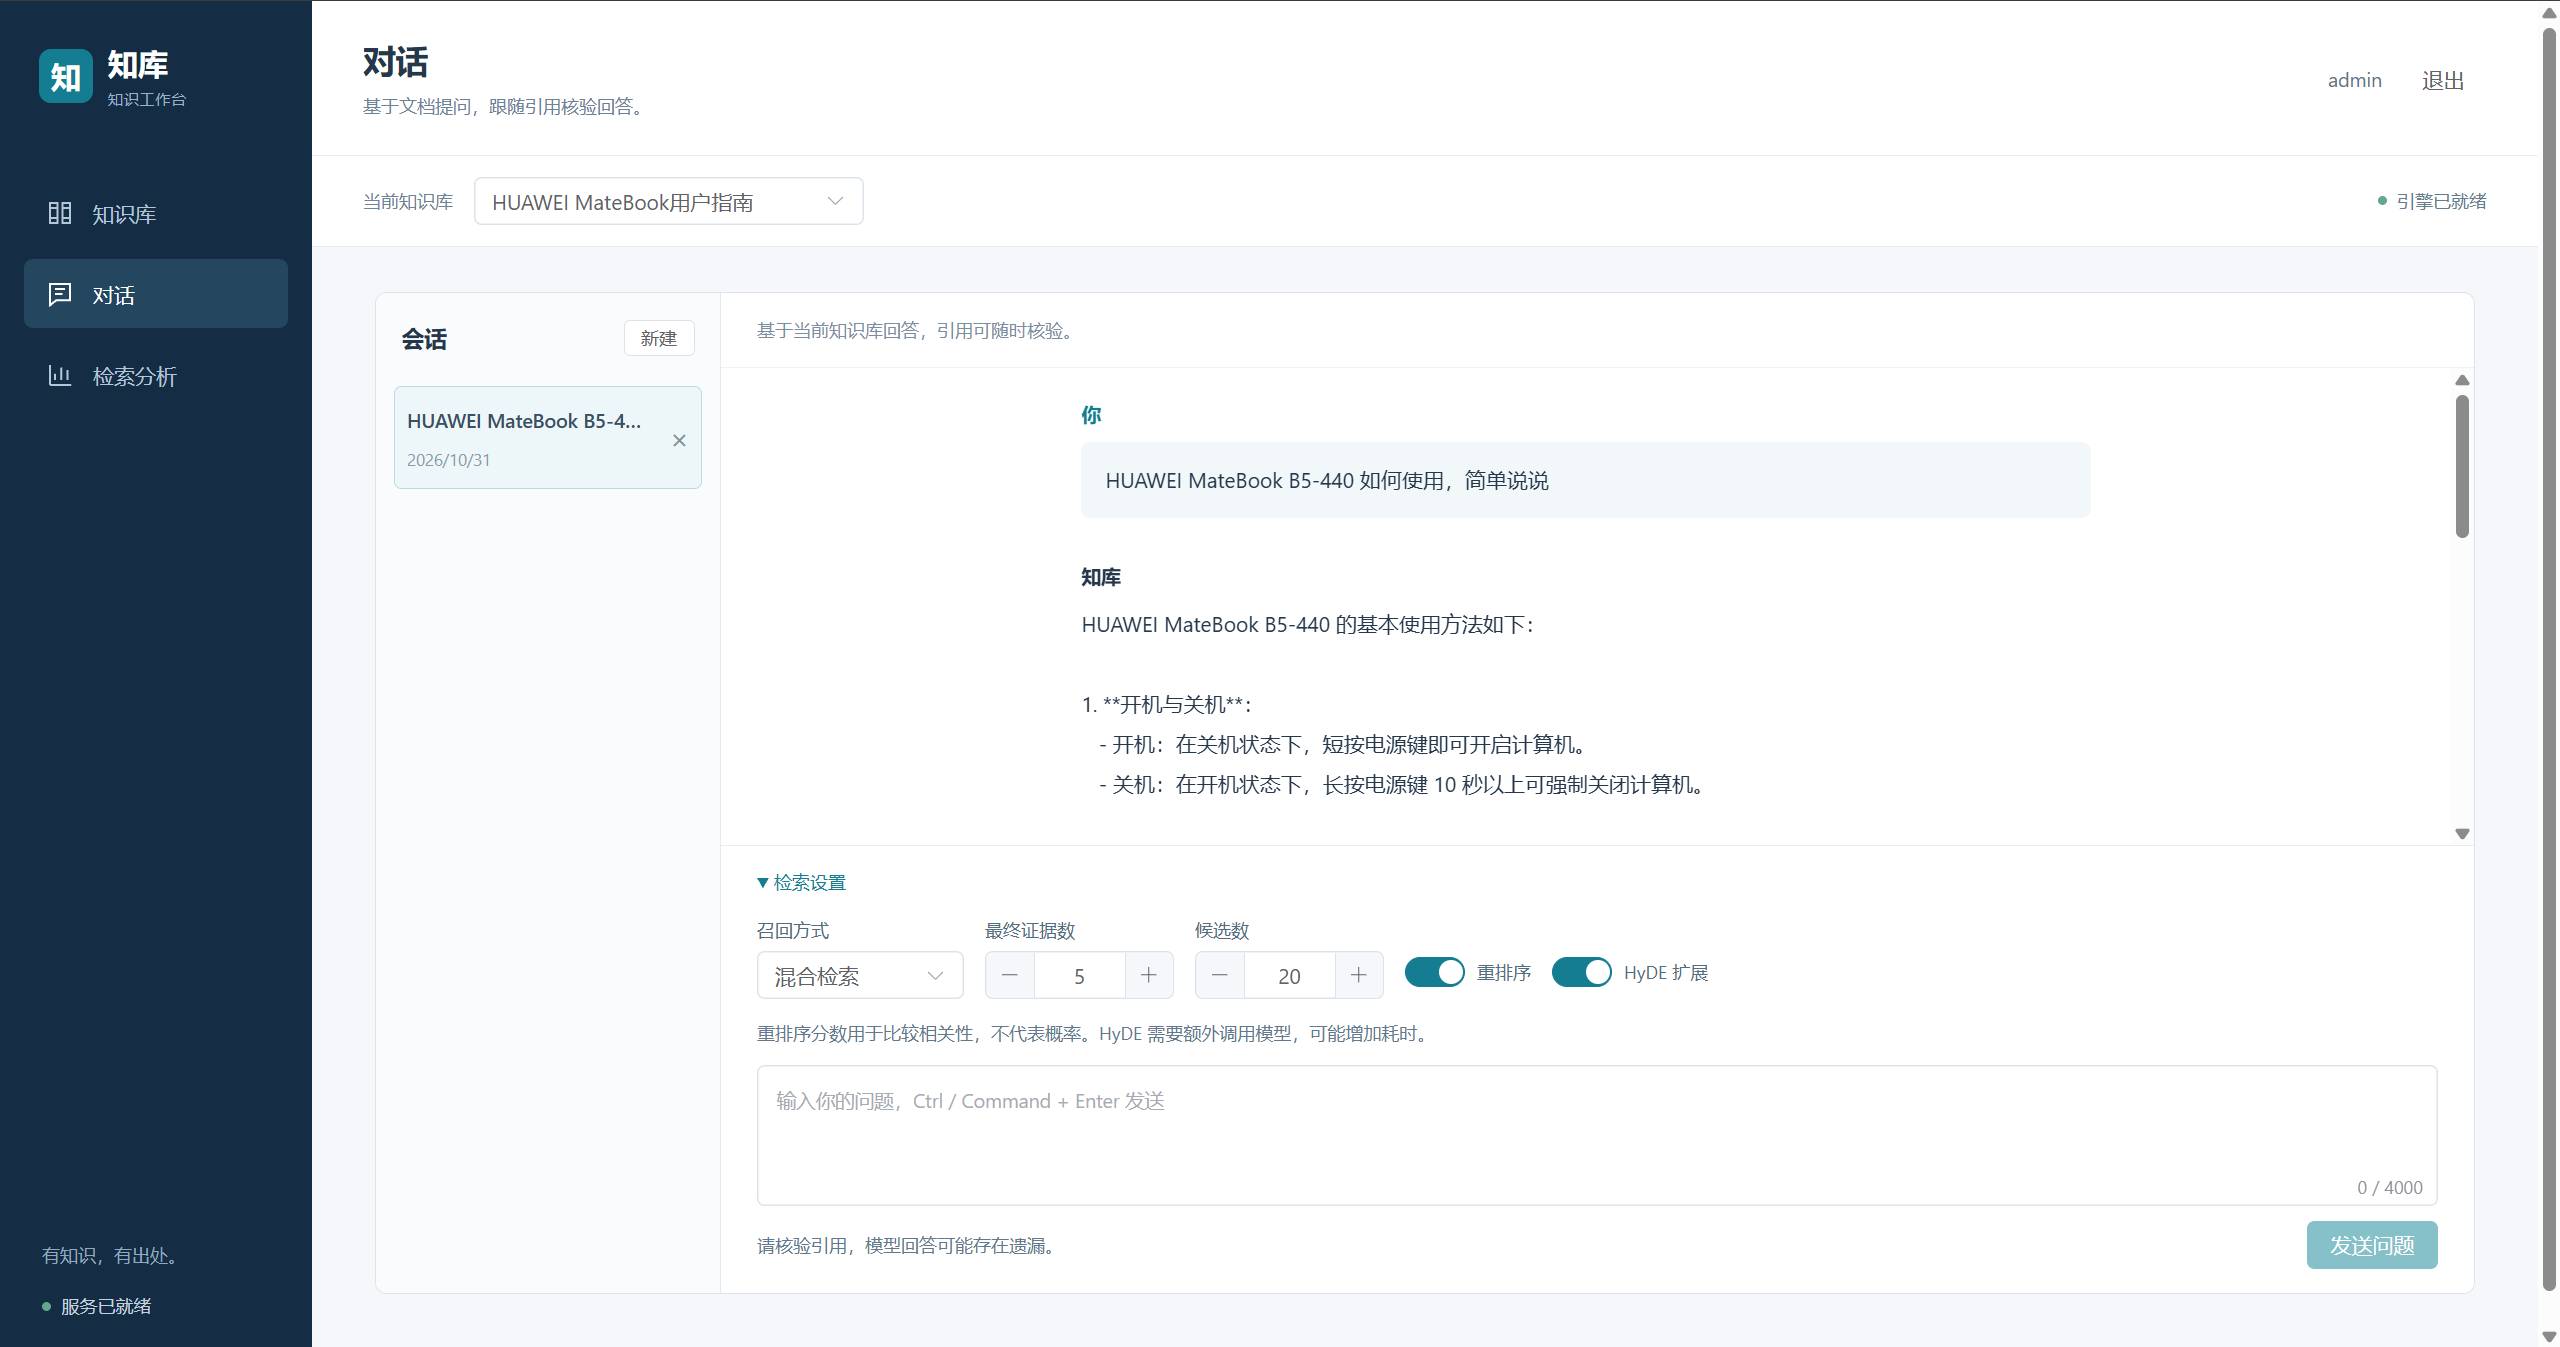 知
知库
知识工作台
知识库
对话
检索分析
有知识，有出处。
服务已就绪
对话
基于文档提问，跟随引用核验回答。
admin
退出
当前知识库
HUAWEI MateBook用户指南
引擎已就绪
会话
新建
HUAWEI MateBook B5-4...
2026/10/31
基于当前知识库回答，引用可随时核验。
你
HUAWEI MateBook B5-440 如何使用，简单说说
知库
HUAWEI MateBook B5-440 的基本使用方法如下：
1. **开机与关机**：
- 开机：在关机状态下，短按电源键即可开启计算机。
- 关机：在开机状态下，长按电源键 10 秒以上可强制关闭计算机。
▼检索设置
召回方式
最终证据数
候选数
混合检索
5
20
重排序
HyDE 扩展
重排序分数用于比较相关性，不代表概率。HyDE 需要额外调用模型，可能增加耗时。
输入你的问题，Ctrl / Command + Enter 发送
0 / 4000
请核验引用，模型回答可能存在遗漏。
发送问题